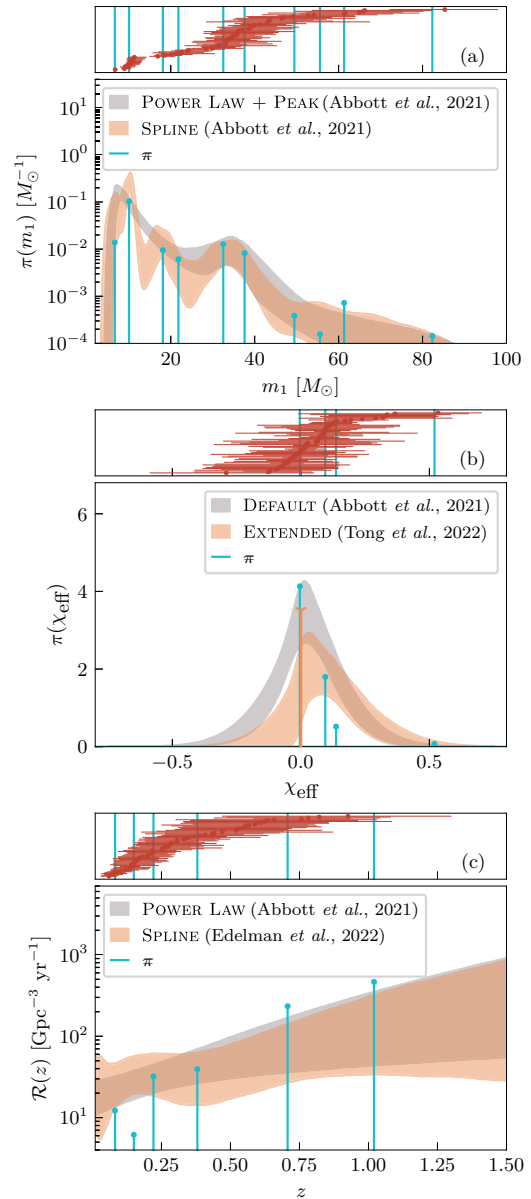 (a)
POWER LAW + PEAK (Abbott et al., 2021)
SPLINE (Abbott et al., 2021)
π
π(m₁) [M⊙⁻¹]
10¹
10⁰
10⁻¹
10⁻²
10⁻³
10⁻⁴
20 40 60 80 100
m₁ [M⊙]
(b)
DEFAULT (Abbott et al., 2021)
EXTENDED (Tong et al., 2022)
π
π(χeff)
6
4
2
0
−0.5 0.0 0.5
χeff
(c)
POWER LAW (Abbott et al., 2021)
SPLINE (Edelman et al., 2022)
π
R(z) [Gpc⁻³ yr⁻¹]
10³
10²
10¹
0.25 0.50 0.75 1.00 1.25 1.50
z